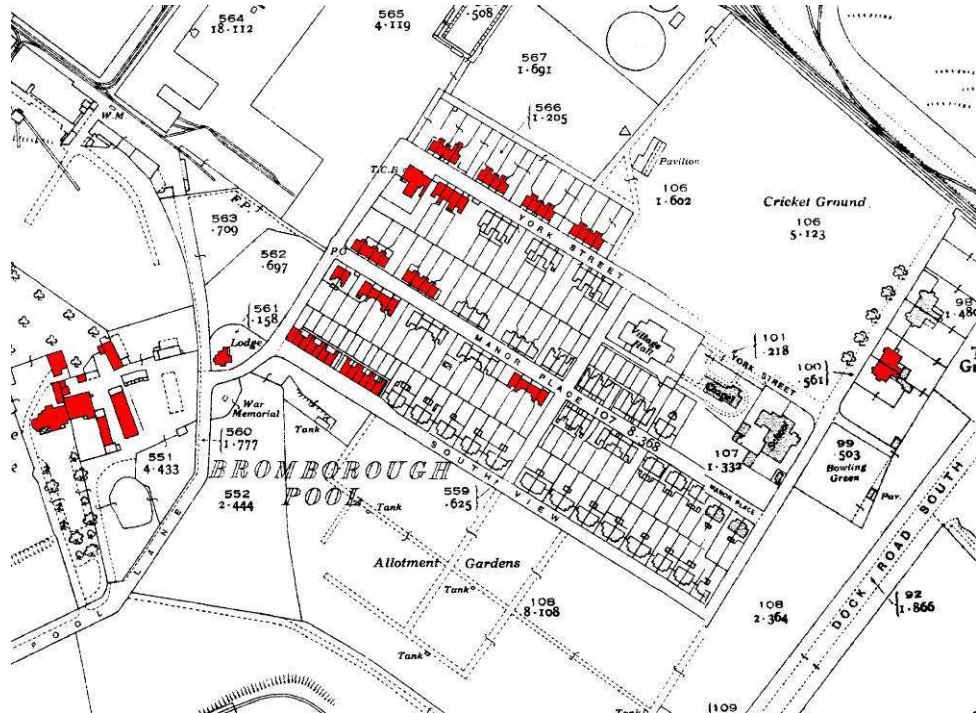 564
18·112
565
4·119
·508
567
1·691
566
1·205
W.M
T.C.B
Pavilion
106
1·602
Cricket Ground
106
5·123
F.P.
563
·709
562
·697
P.O
YORK STREET
561
·158
Lodge
MANOR PLACE
Village
Hall
101
·218
YORK STREET
100
·561
98
War
Memorial
Tank
560
1·777
551
4·433
BROMBOROUGH
POOL
552
2·444
559
·625
SOUTH VIEW
107
8·308
107
1·332
99
·503
Bowling
Green
Pav.
MANOR PLACE
Tank
Allotment Gardens
Tank
108
8·108
108
2·364
92
1·866
DOCK ROAD SOUTH
POOL LANE
Tank
Tank
109